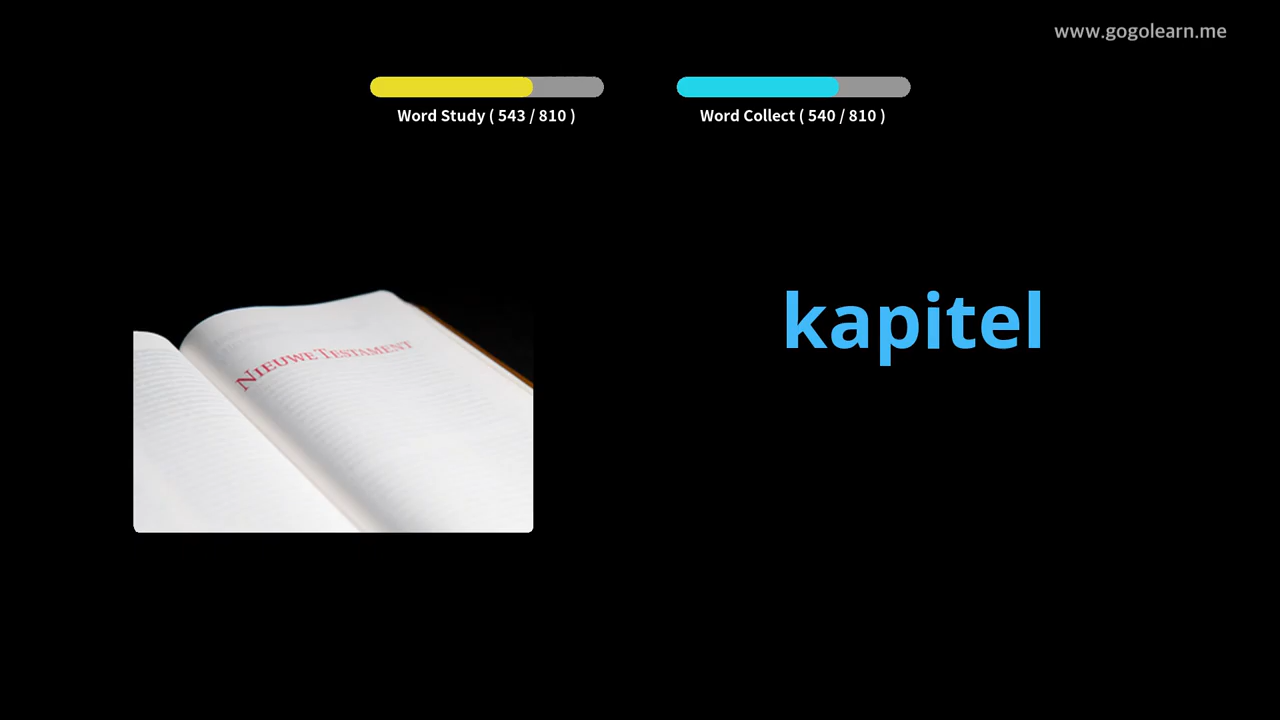 www.gogolearn.me
Word Study ( 543 / 810 )
Word Collect ( 540 / 810 )
kapitel
NIEUWE TESTAMENT